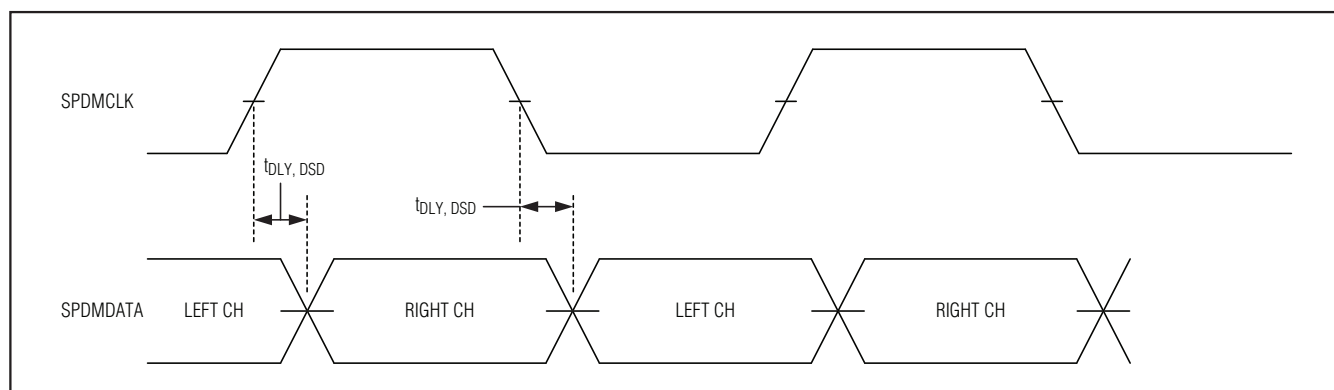 SPDMCLK
tDLY, DSD
tDLY, DSD
SPDMDATA LEFT CH RIGHT CH LEFT CH RIGHT CH